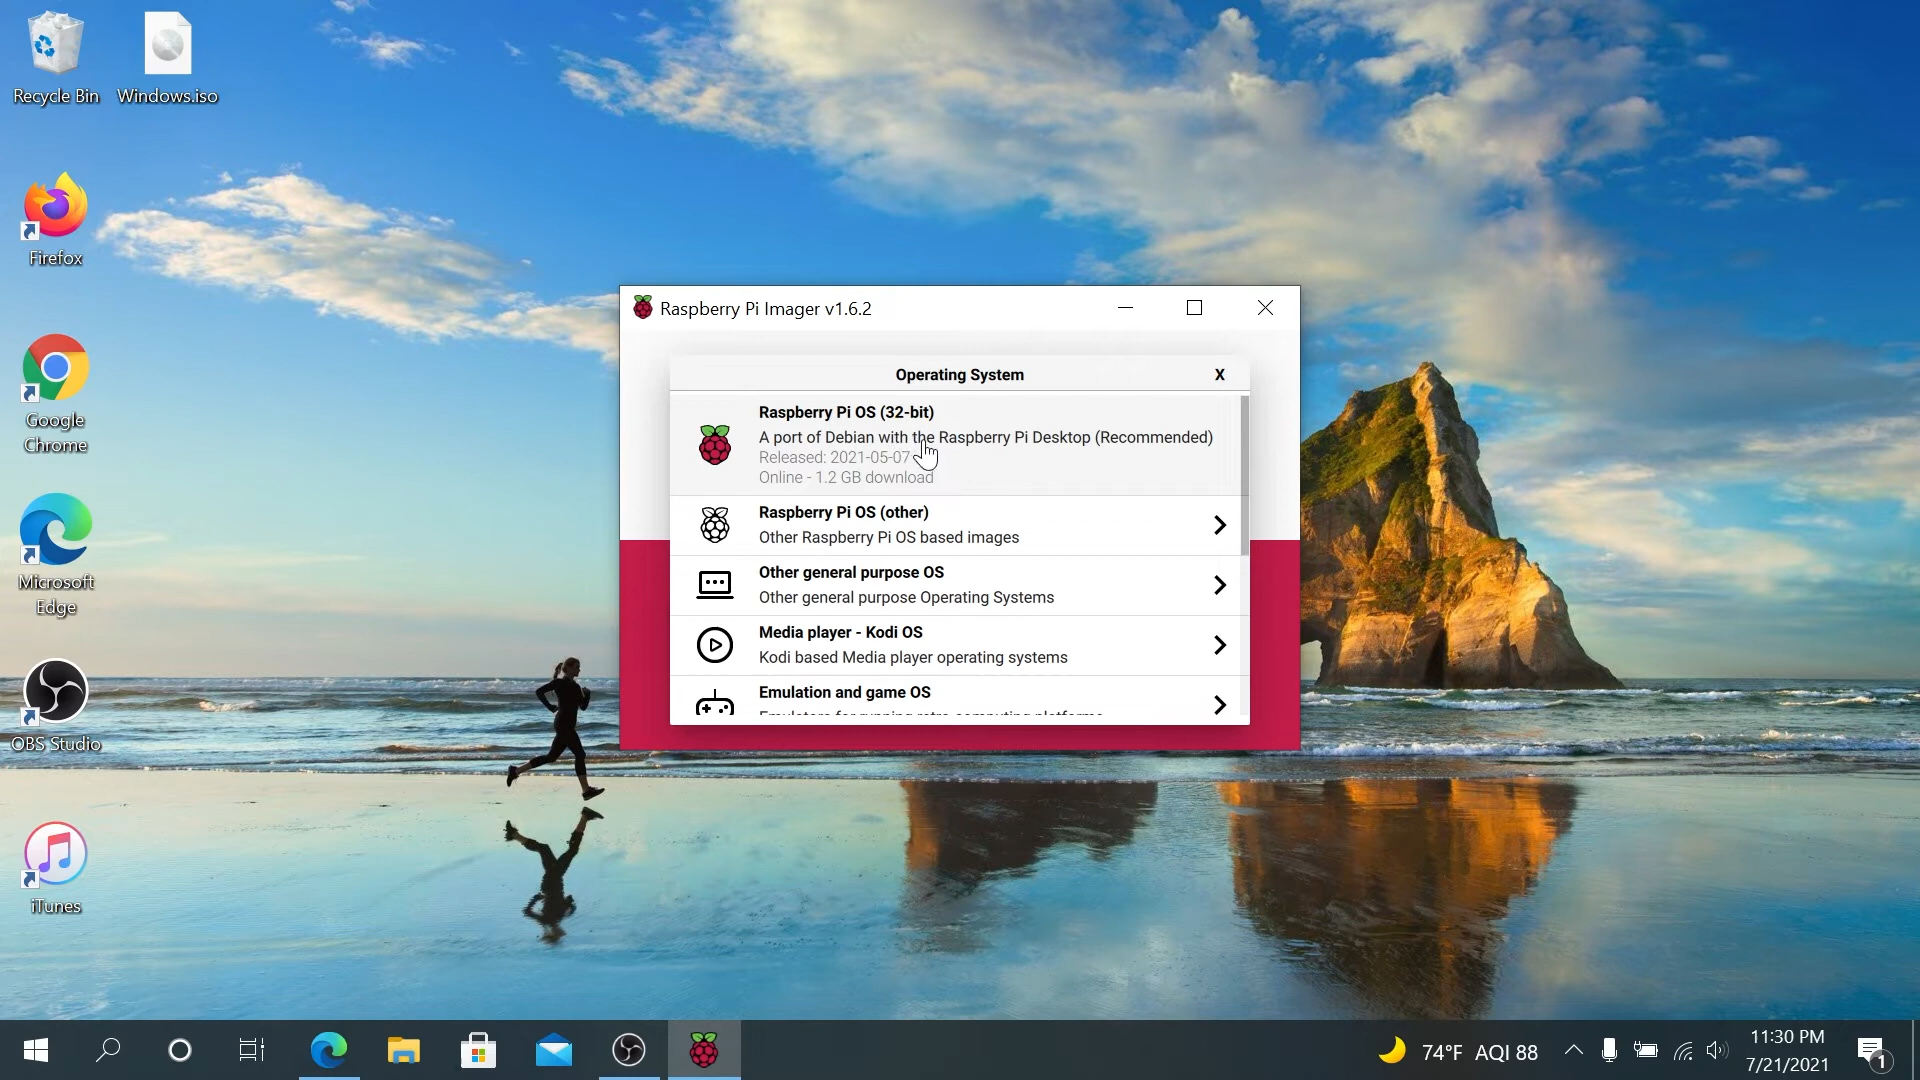 Recycle Bin
Windows.iso
Firefox
Google
Chrome
Microsoft
Edge
OBS Studio
iTunes
Raspberry Pi Imager v1.6.2
Operating System
X
Raspberry Pi OS (32-bit)
A port of Debian with the Raspberry Pi Desktop (Recommended)
Released: 2021-05-07
Online - 1.2 GB download
Raspberry Pi OS (other)
Other Raspberry Pi OS based images
Other general purpose OS
Other general purpose Operating Systems
Media player - Kodi OS
Kodi based Media player operating systems
Emulation and game OS
74°F AQI 88
11:30 PM
7/21/2021
1